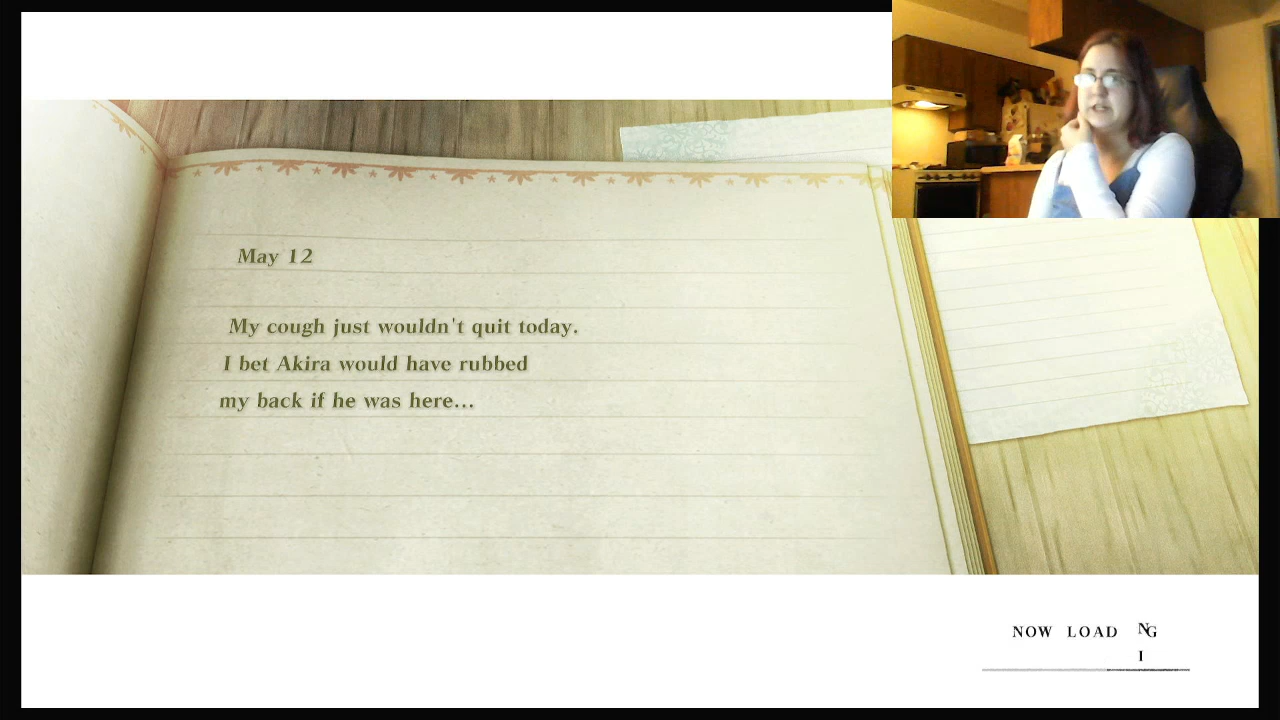 May 12
My cough just wouldn't quit today.
I bet Akira would have rubbed
my back if he was here...
NOW LOADING